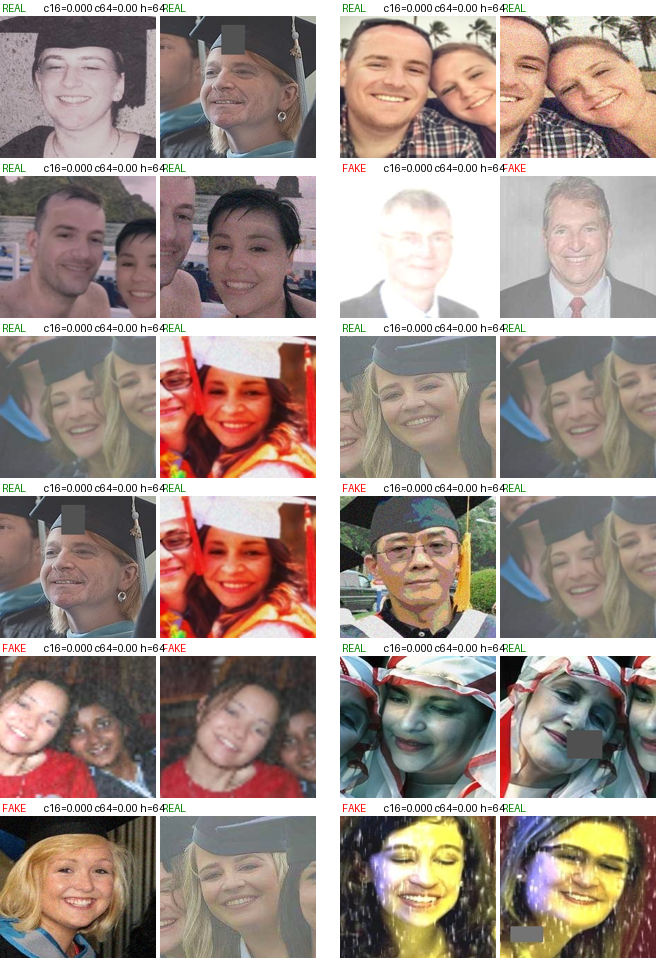 REAL c16=0.000 c64=0.00 h=64 REAL REAL c16=0.000 c64=0.00 h=64 REAL
REAL c16=0.000 c64=0.00 h=64 REAL FAKE c16=0.000 c64=0.00 h=64 FAKE
REAL c16=0.000 c64=0.00 h=64 REAL REAL c16=0.000 c64=0.00 h=64 REAL
REAL c16=0.000 c64=0.00 h=64 REAL FAKE c16=0.000 c64=0.00 h=64 REAL
FAKE c16=0.000 c64=0.00 h=64 FAKE REAL c16=0.000 c64=0.00 h=64 REAL
FAKE c16=0.000 c64=0.00 h=64 REAL FAKE c16=0.000 c64=0.00 h=64 REAL